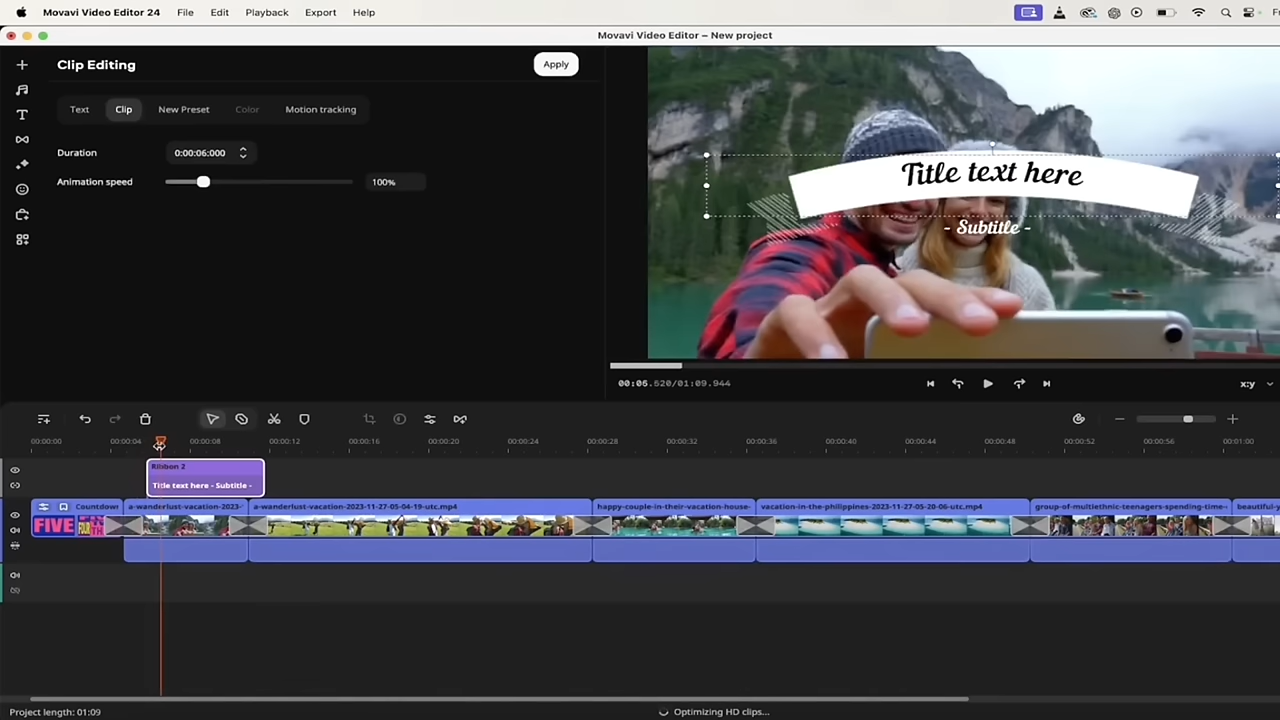 Movavi Video Editor 24 File Edit Playback Export Help
Movavi Video Editor – New project
Clip Editing
Apply
Text Clip New Preset Color Motion tracking
Duration 0:00:06:000
Animation speed 100%
Title text here
- Subtitle -
00:06.520/01:09.944
x:y
00:00:00 00:00:04 00:00:08 00:00:12 00:00:16 00:00:20 00:00:24 00:00:28 00:00:32 00:00:36 00:00:40 00:00:44 00:00:48 00:00:52 00:00:56 00:01:00
Ribbon 2
Title text here - Subtitle -
Countdown a-wanderlust-vacation-2023- a-wanderlust-vacation-2023-11-27-05-04-19-utc.mp4 happy-couple-in-their-vacation-house- vacation-in-the-philippines-2023-11-27-05-20-06-utc.mp4 group-of-multiethnic-teenagers-spending-time- beautiful-y
FIVE
Project length: 01:09
Optimizing HD clips...